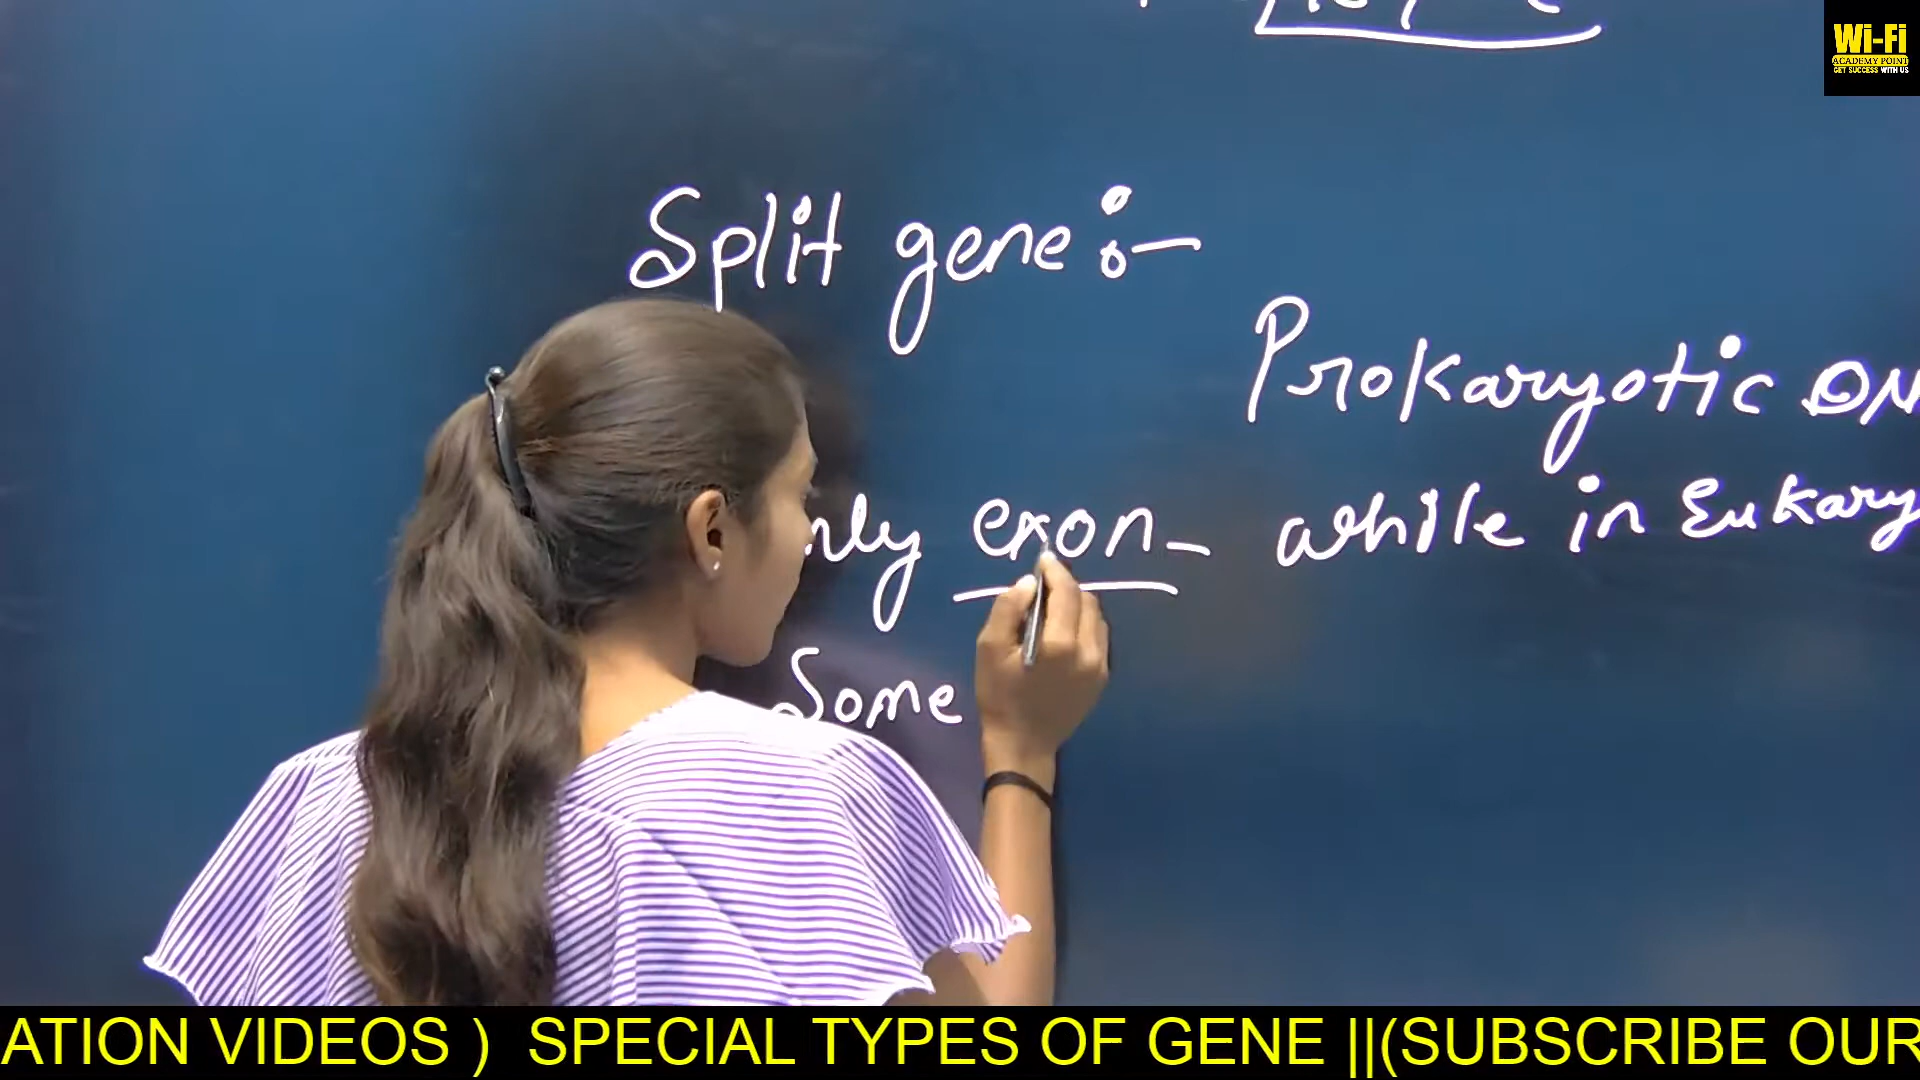 Wi-Fi
ACADEMY POINT
GET SUCCESS WITH US
Split gene :-
Prokaryotic DN
only exon - while in Eukary
Some
ATION VIDEOS ) SPECIAL TYPES OF GENE ||(SUBSCRIBE OUR